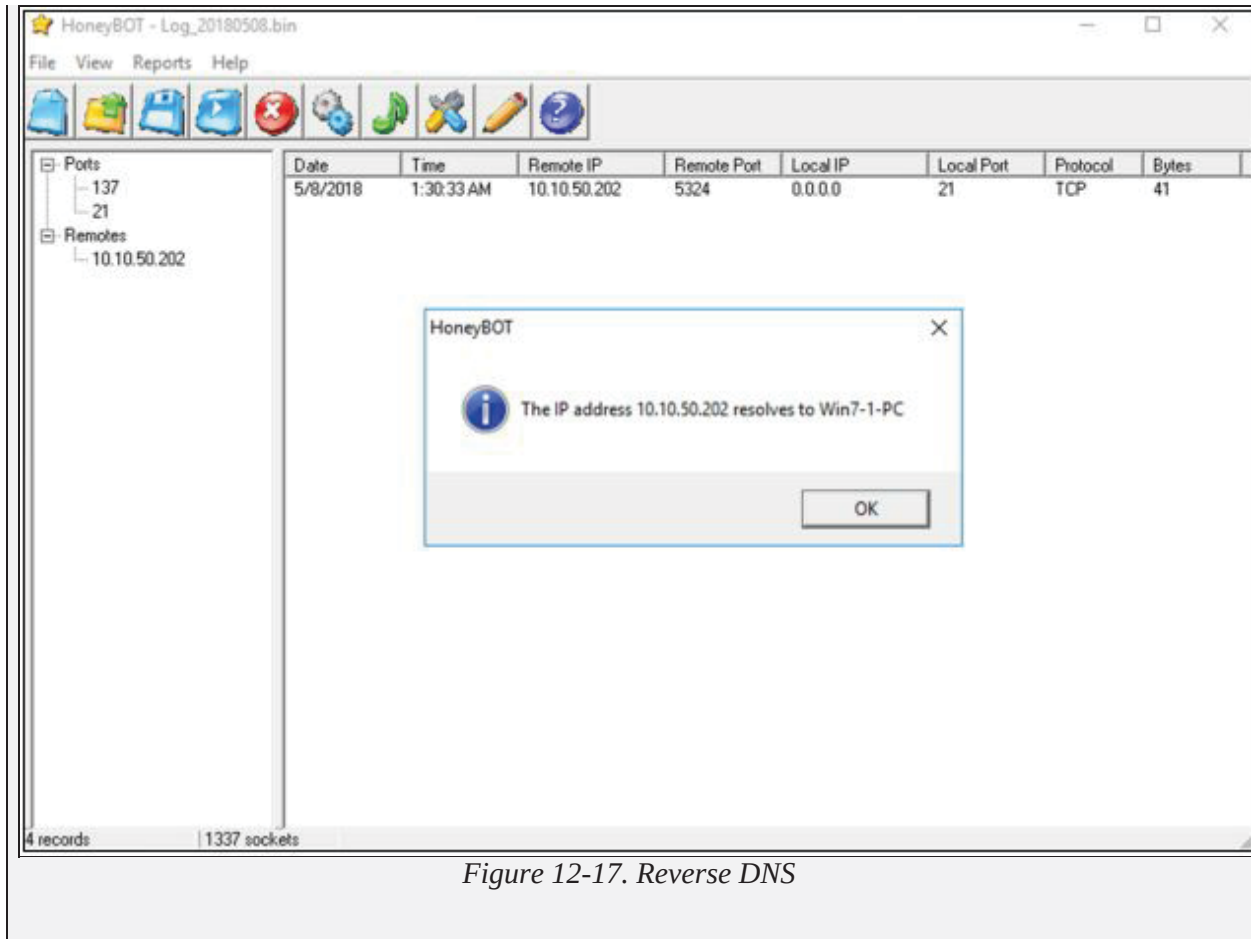 HoneyBOT - Log_20180508.bin
File View Reports Help
Ports
137
21
Remotes
10.10.50.202
Date Time Remote IP Remote Port Local IP Local Port Protocol Bytes
5/8/2018 1:30:33 AM 10.10.50.202 5324 0.0.0.0 21 TCP 41
HoneyBOT
The IP address 10.10.50.202 resolves to Win7-1-PC
OK
4 records 1337 sockets
Figure 12-17. Reverse DNS